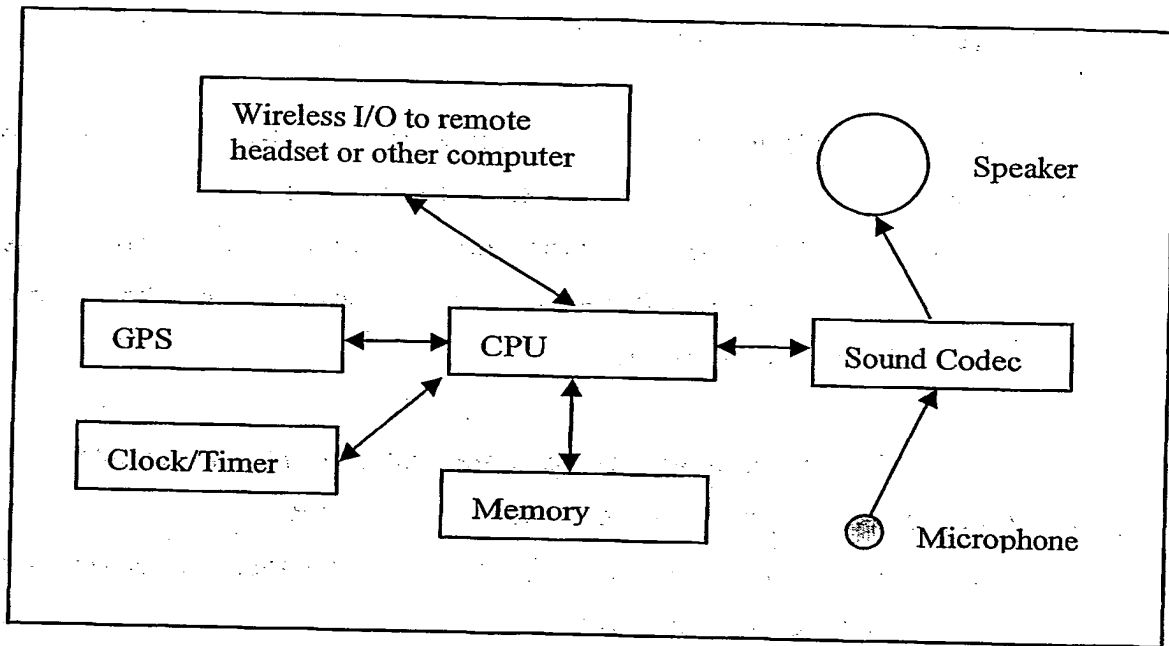 Wireless I/O to remote
headset or other computer
Speaker
GPS
CPU
Sound Codec
Clock/Timer
Memory
Microphone